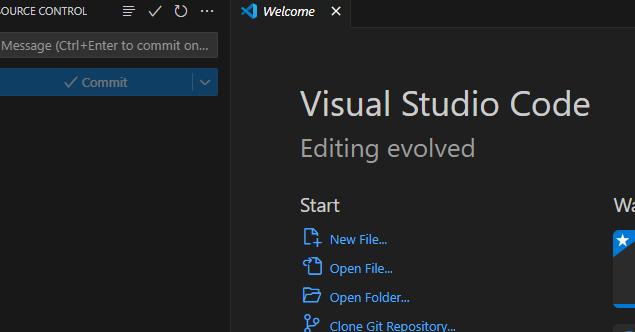 OURCE CONTROL
Welcome
Message (Ctrl+Enter to commit on...
Commit
Visual Studio Code
Editing evolved
Start
Wa
New File...
Open File...
Open Folder...
Clone Git Repository...